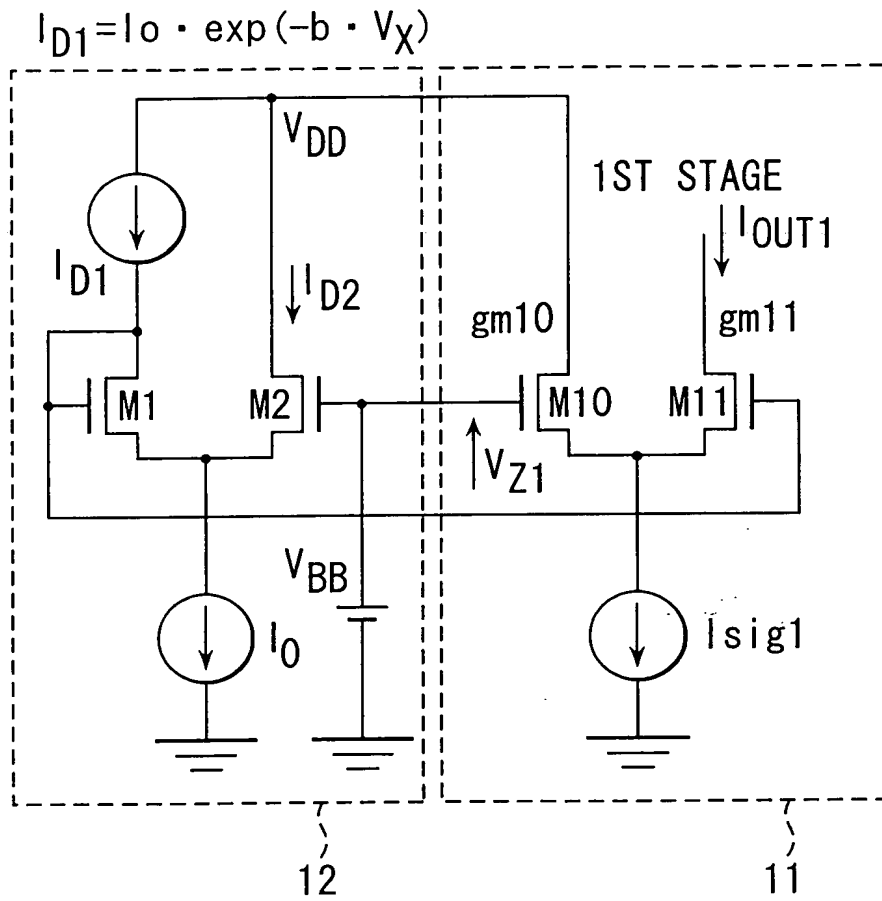 I_D1=Io・exp(-b・V_X)
V_DD
1ST STAGE
I_D1
I_D2
I_OUT1
gm10
gm11
M1
M2
M10
M11
V_Z1
V_BB
I_0
Isig1
12
11